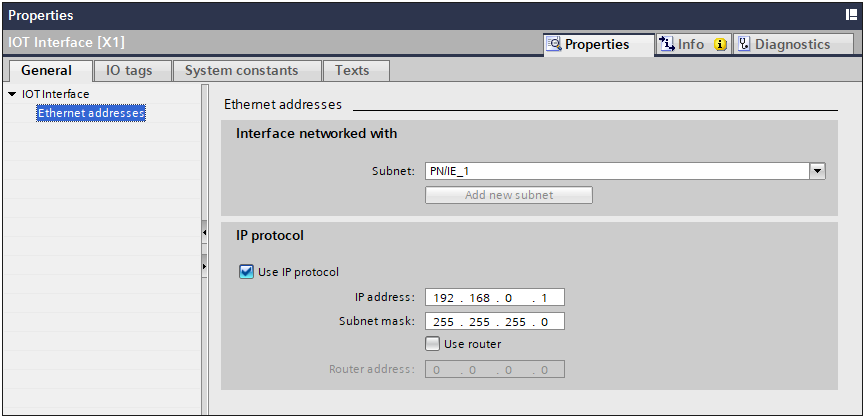 Properties
IOT Interface [X1]
Properties
Info
Diagnostics
General
IO tags
System constants
Texts
IOT Interface
Ethernet addresses
Ethernet addresses
Interface networked with
Subnet:
PN/IE_1
Add new subnet
IP protocol
Use IP protocol
IP address:
192 . 168 . 0 . 1
Subnet mask:
255 . 255 . 255 . 0
Use router
Router address:
0 . 0 . 0 . 0